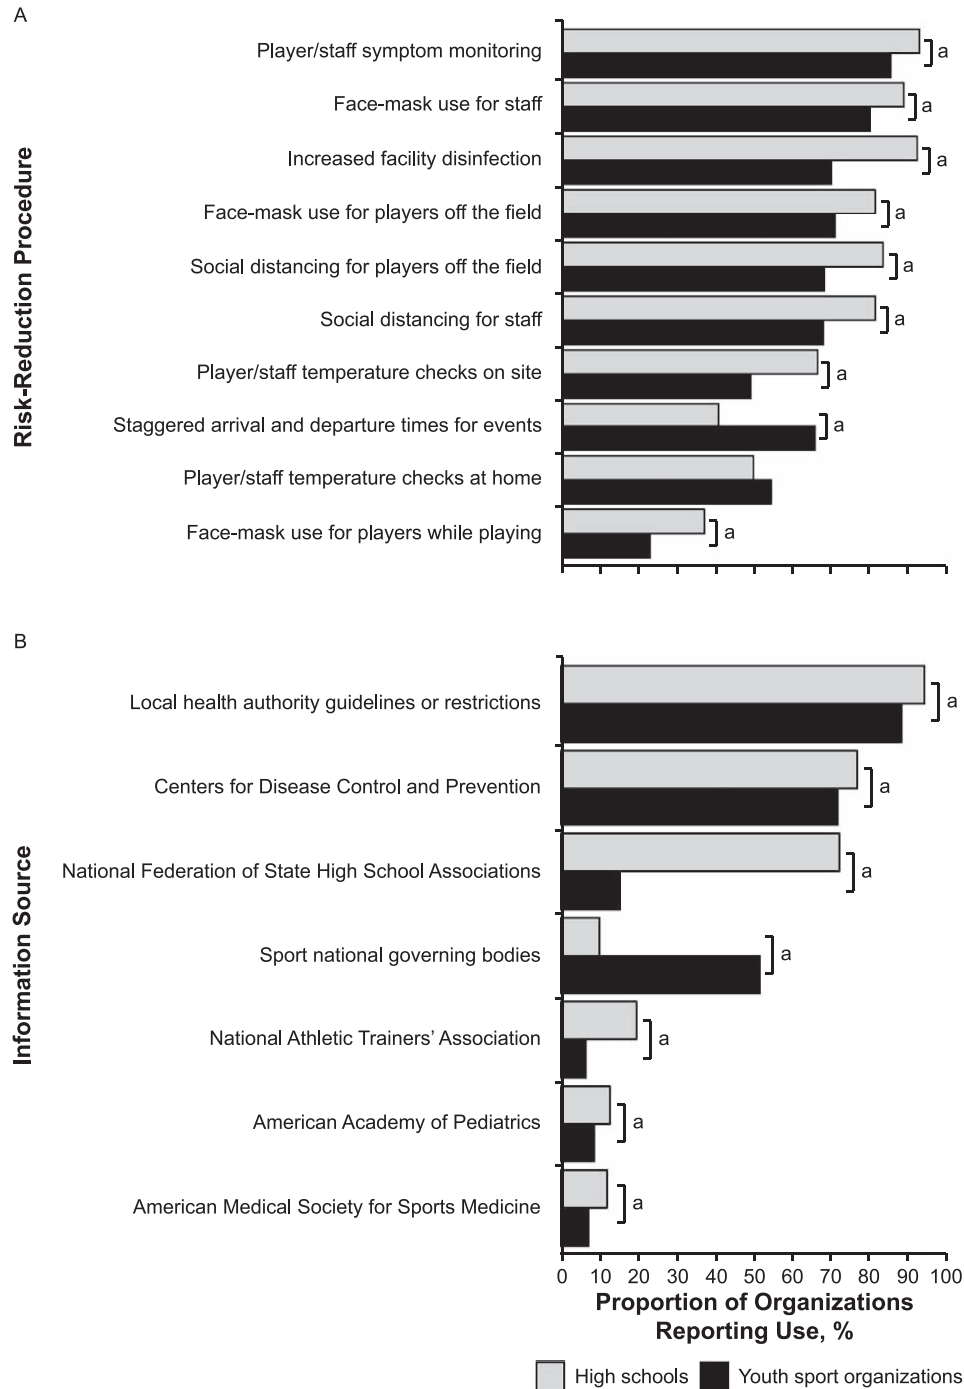 A
Risk-Reduction Procedure
Player/staff symptom monitoring
a
Face-mask use for staff
a
Increased facility disinfection
a
Face-mask use for players off the field
a
Social distancing for players off the field
a
Social distancing for staff
a
Player/staff temperature checks on site
a
Staggered arrival and departure times for events
a
Player/staff temperature checks at home
Face-mask use for players while playing
a
B
Information Source
Local health authority guidelines or restrictions
a
Centers for Disease Control and Prevention
a
National Federation of State High School Associations
a
Sport national governing bodies
a
National Athletic Trainers' Association
a
American Academy of Pediatrics
a
American Medical Society for Sports Medicine
a
0 10 20 30 40 50 60 70 80 90 100
Proportion of Organizations
Reporting Use, %
High schools
Youth sport organizations